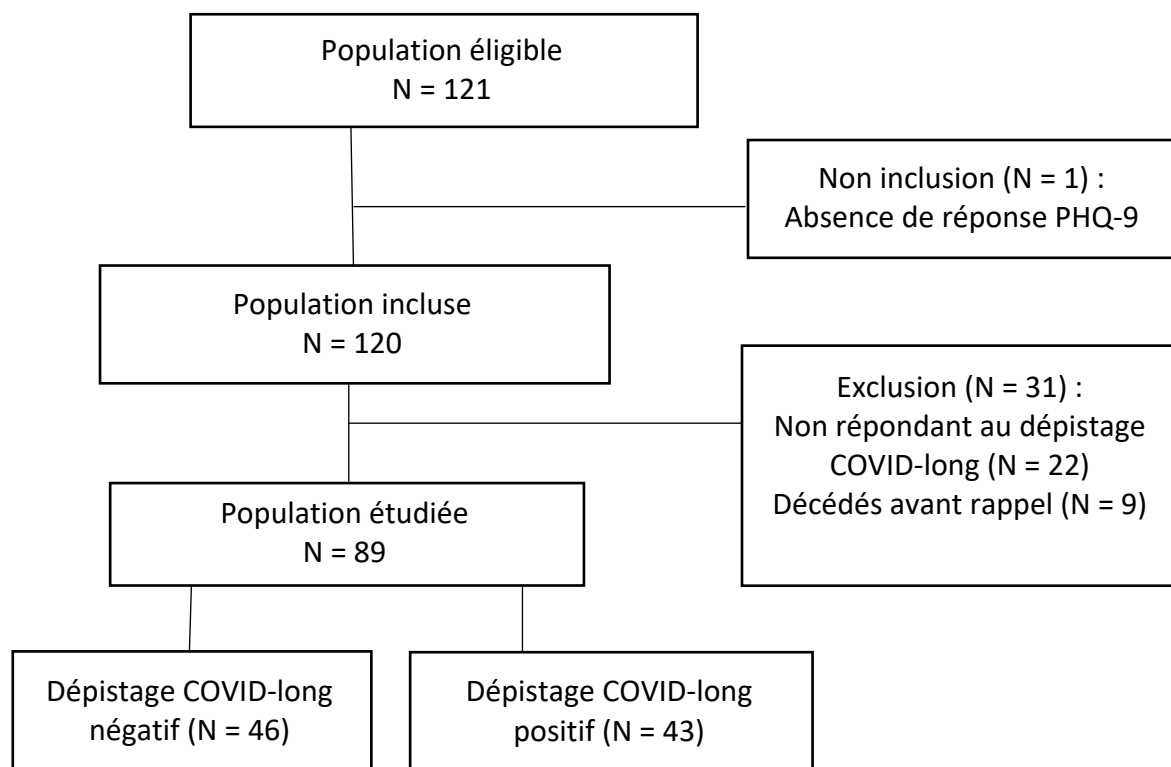 Population éligible
N = 121
Non inclusion (N = 1) :
Absence de réponse PHQ-9
Population incluse
N = 120
Exclusion (N = 31) :
Non répondant au dépistage
COVID-long (N = 22)
Décédés avant rappel (N = 9)
Population étudiée
N = 89
Dépistage COVID-long
négatif (N = 46)
Dépistage COVID-long
positif (N = 43)